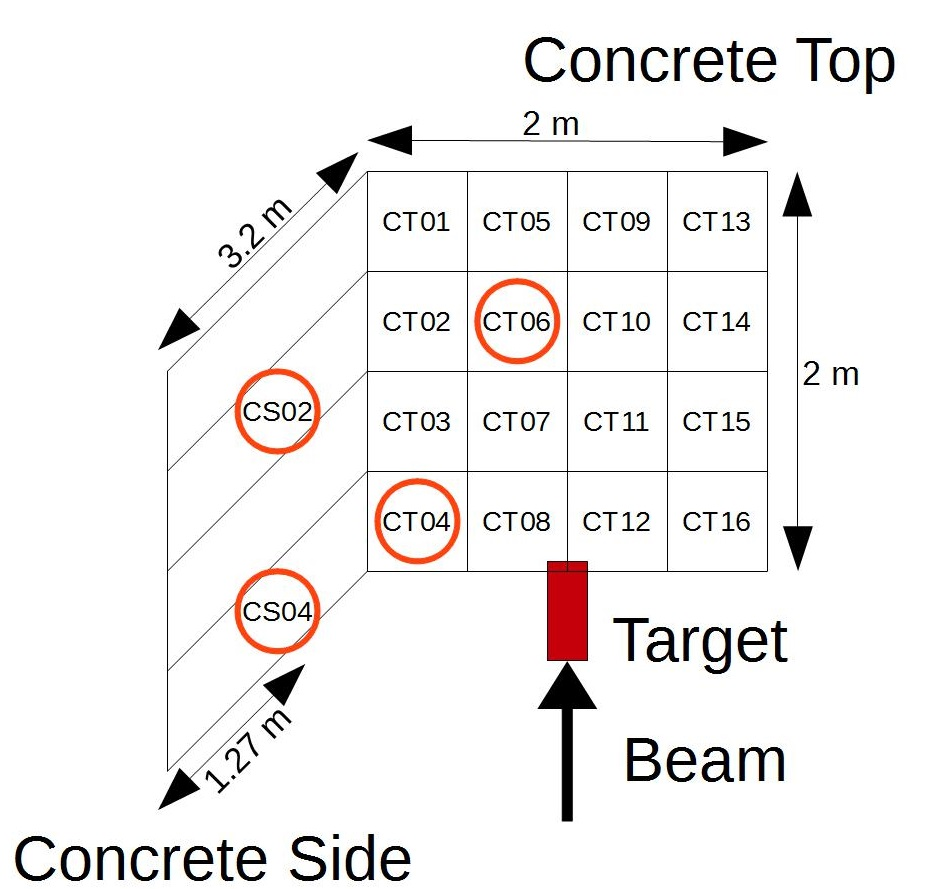 Concrete Top
2 m
3.2 m
CT01 CT05 CT09 CT13
CT02 CT06 CT10 CT14
2 m
CS02
CT03 CT07 CT11 CT15
CT04 CT08 CT12 CT16
CS04
Target
1.27 m
Beam
Concrete Side